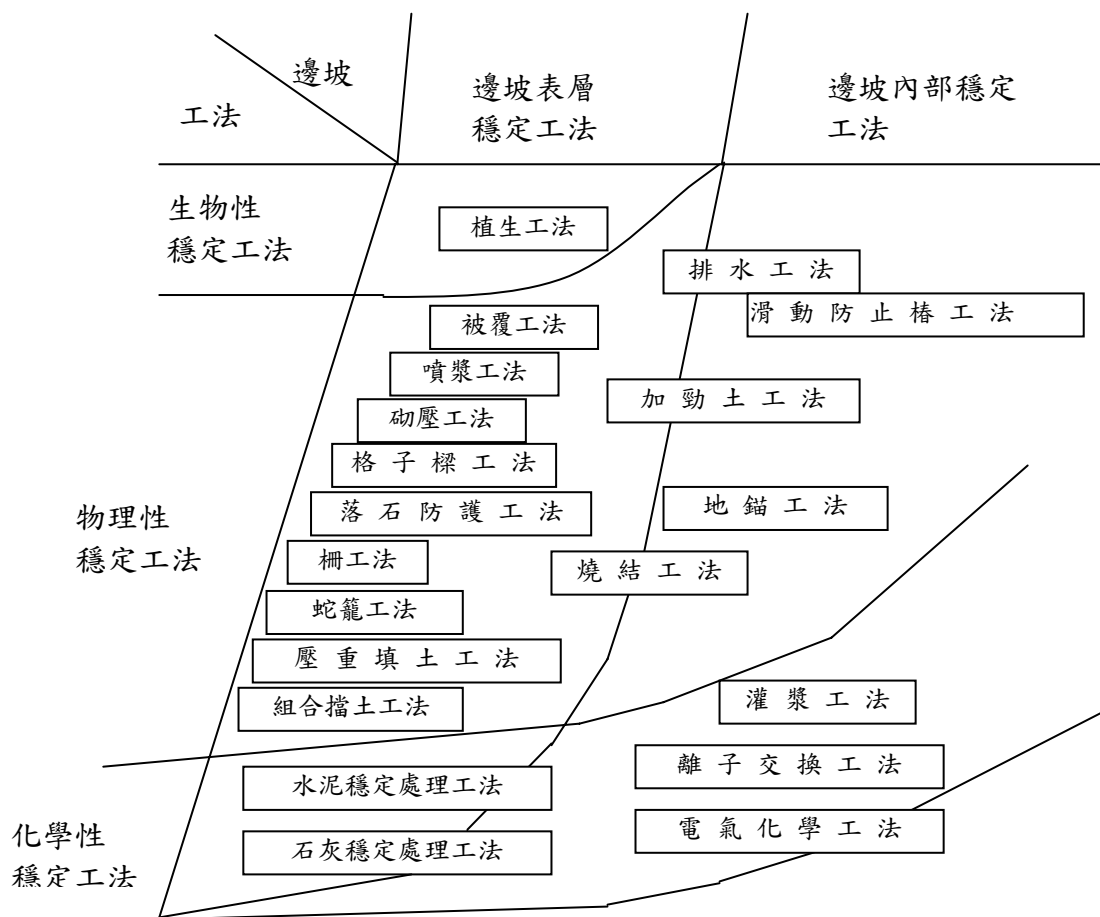 邊坡
工法
邊坡表層
穩定工法
邊坡內部穩定
工法
生物性
穩定工法
植生工法
排水工法
滑動防止樁工法
被覆工法
噴漿工法
加勁土工法
砌壓工法
格子樑工法
落石防護工法
地錨工法
物理性
穩定工法
柵工法
燒結工法
蛇籠工法
壓重填土工法
組合擋土工法
灌漿工法
離子交換工法
水泥穩定處理工法
電氣化學工法
化學性
穩定工法
石灰穩定處理工法